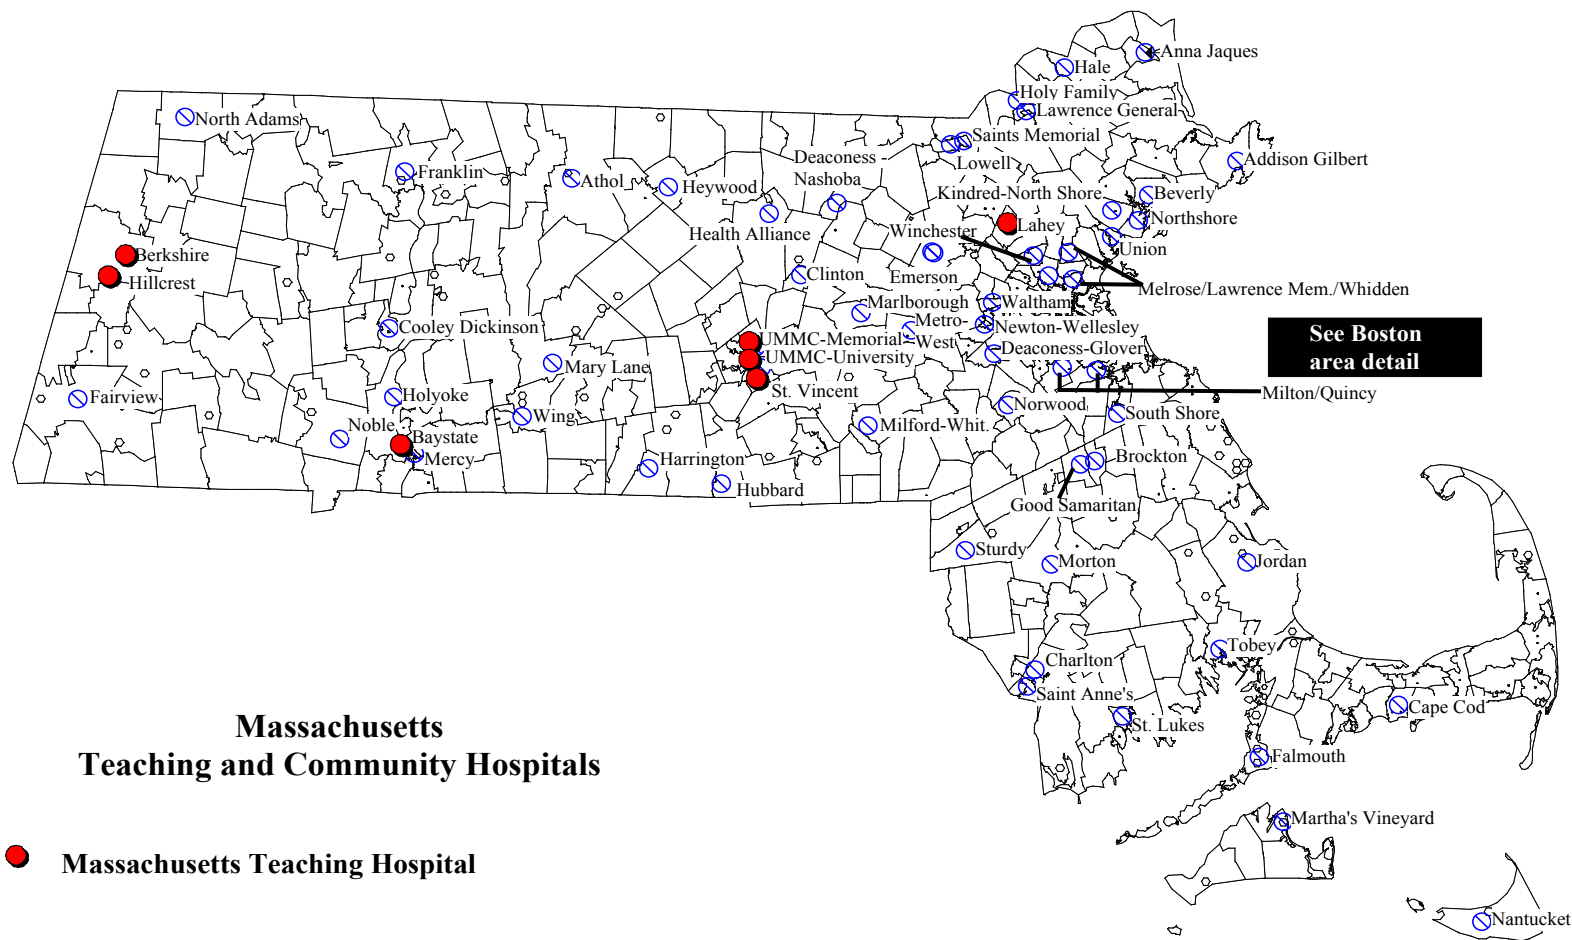 Anna Jaques
Hale
Holy Family
Lawrence General
North Adams
Saints Memorial
Lowell
Deaconess
Nashoba
Addison Gilbert
Franklin
Athol
Heywood
Kindred-North Shore
Beverly
Northshore
Health Alliance
Winchester
Lahey
Union
Berkshire
Hillcrest
Clinton
Emerson
Melrose/Lawrence Mem./Whidden
Marlborough
Waltham
Metro-
West
Cooley Dickinson
UMMC-Memorial
UMMC-University
Newton-Wellesley
Deaconess-Glover
See Boston
area detail
Mary Lane
St. Vincent
Fairview
Holyoke
Milton/Quincy
Norwood
South Shore
Wing
Noble
Baystate
Mercy
Milford-Whit.
Harrington
Hubbard
Brockton
Good Samaritan
Sturdy
Morton
Jordan
Tobey
Charlton
Saint Anne's
St. Lukes
Cape Cod
Falmouth
Massachusetts
Teaching and Community Hospitals
Martha's Vineyard
Massachusetts Teaching Hospital
Nantucket